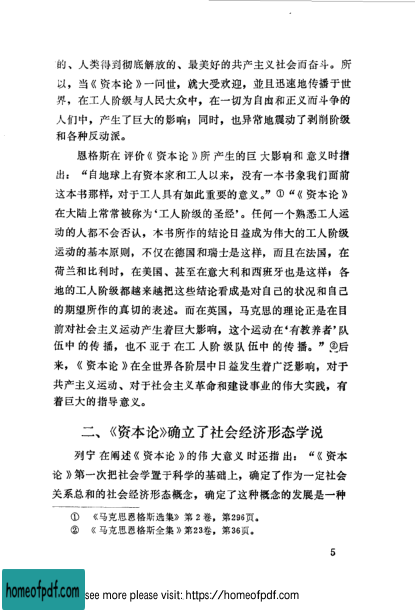 的、人类得到彻底解放的、最美好的共产主义社会而奋斗。所
以，当《资本论》一问世，就大受欢迎，並且迅速地传播于世
界，在工人阶级与人民大众中，在一切为自由和正义而斗争的
人们中，产生了巨大的影响；同时，也异常地震动了剥削阶级
和各种反动派。
恩格斯在评价《资本论》所产生的巨大影响和意义时指
出：“自地球上有资本家和工人以来，没有一本书象我们面前
这本书那样，对于工人具有如此重要的意义。”①“《资本论》
在大陆上常常被称为‘工人阶级的圣经’。任何一个熟悉工人运
动的人都不会否认，本书所作的结论日益成为伟大的工人阶级
运动的基本原则，不仅在德国和瑞士是这样，而且在法国，在
荷兰和比利时，在美国、甚至在意大利和西班牙也是这样；各
地的工人阶级都越来越把这些结论看成是对自己的状况和自己
的期望所作的真切的表述。而在英国，马克思的理论正是在目
前对社会主义运动产生着巨大影响，这个运动在‘有教养者’队
伍中的传播，也不亚于在工人阶级队伍中的传播。”②后
来，《资本论》在全世界各阶层中日益发生着广泛影响，对于
共产主义运动、对于社会主义革命和建设事业的伟大实践，有
着巨大的指导意义。
二、《资本论》确立了社会经济形态学说
列宁在阐述《资本论》的伟大意义时还指出：“《资本
论》第一次把社会学置于科学的基础上，确定了作为一定社会
关系总和的社会经济形态概念，确定了这种概念的发展是一种
① 《马克思恩格斯选集》第2卷，第296页。
② 《马克思恩格斯全集》第23卷，第36页。
5
homeofpdf.com
see more please visit: https://homeofpdf.com